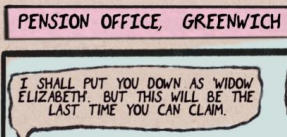 PENSION OFFICE, GREENWICH
I SHALL PUT YOU DOWN AS 'WIDOW
ELIZABETH'. BUT THIS WILL BE THE
LAST TIME YOU CAN CLAIM.